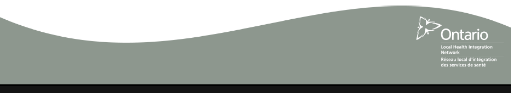 Ontario
Local Health Integration
Network
Réseau local d'intégration
des services de santé